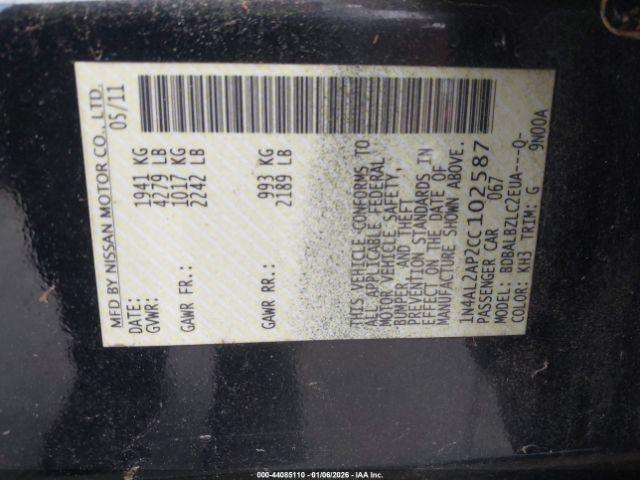 MFD BY NISSAN MOTOR CO., LTD.
DATE: 05/11
GVWR: 1941 KG
4279 LB
GAWR FR.: 1017 KG
2242 LB
GAWR RR.: 993 KG
2189 LB
THIS VEHICLE CONFORMS TO
ALL APPLICABLE FEDERAL
MOTOR VEHICLE SAFETY,
BUMPER, AND THEFT
PREVENTION STANDARDS IN
EFFECT ON THE DATE OF
MANUFACTURE SHOWN ABOVE.
1N4AL2AP2CC102587
PASSENGER CAR 067
MODEL: BDBALBZLC2EUA---Q-
COLOR: KH3 TRIM: G 9N00A
000-44085110 - 01/06/2026 - IAA Inc.